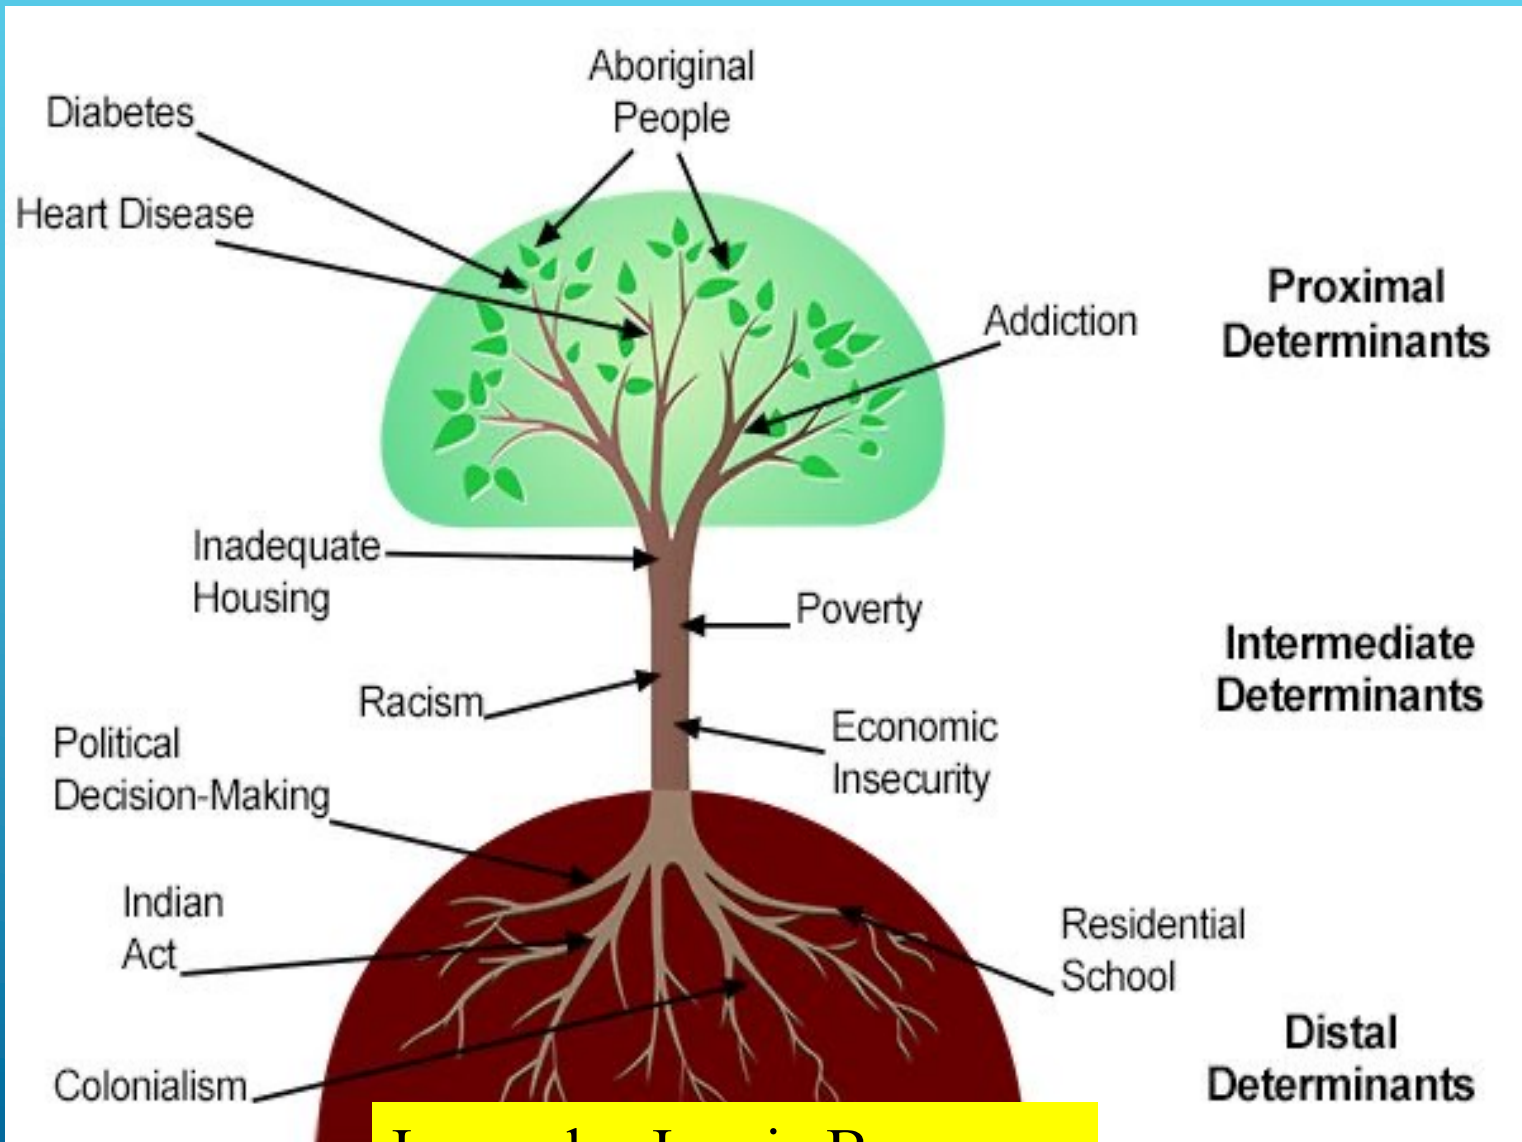 Aboriginal
People
Diabetes
Heart Disease
Addiction
Proximal
Determinants
Inadequate
Housing
Poverty
Racism
Economic
Insecurity
Intermediate
Determinants
Political
Decision-Making
Indian
Act
Residential
School
Colonialism
Distal
Determinants